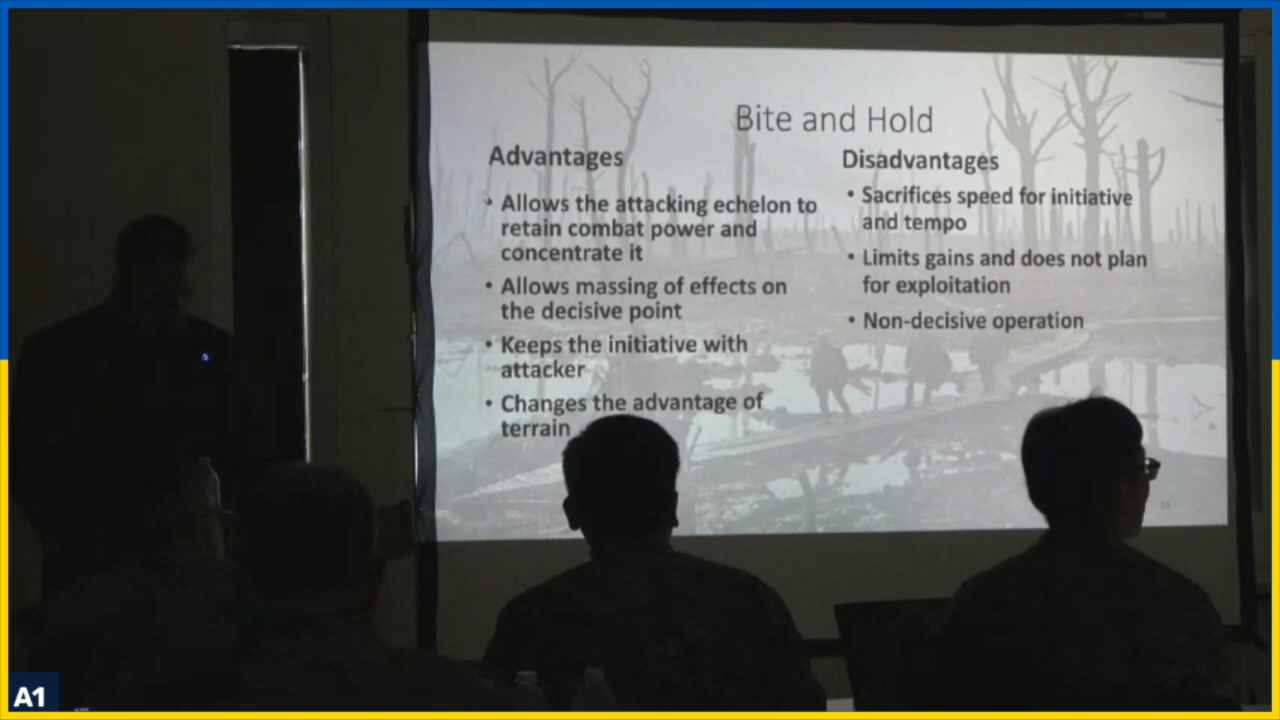 Bite and Hold
Advantages
• Allows the attacking echelon to
retain combat power and
concentrate it
• Allows massing of effects on
the decisive point
• Keeps the initiative with
attacker
• Changes the advantage of
terrain
Disadvantages
• Sacrifices speed for initiative
and tempo
• Limits gains and does not plan
for exploitation
• Non-decisive operation
A1